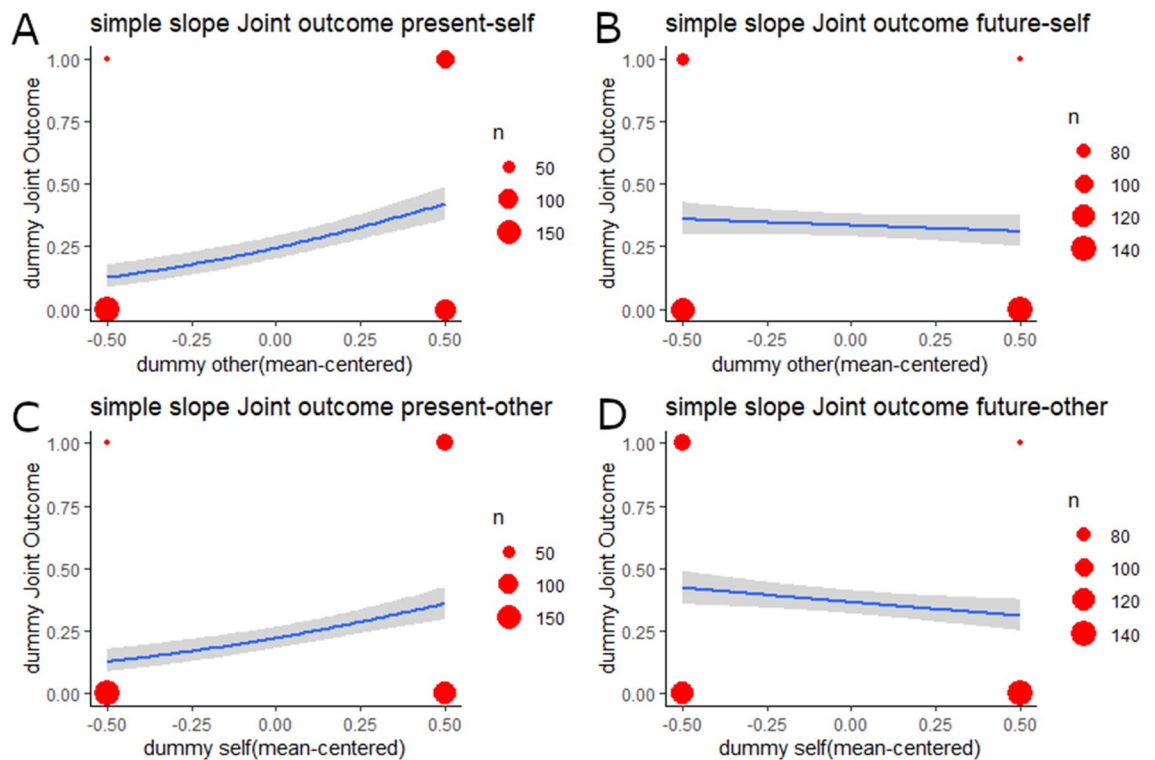 A
simple slope Joint outcome present-self
dummy Joint Outcome
1.00
0.75
0.50
0.25
0.00
-0.50
-0.25
0.00
0.25
0.50
dummy other(mean-centered)
n
50
100
150
B
simple slope Joint outcome future-self
dummy Joint Outcome
1.00
0.75
0.50
0.25
0.00
-0.50
-0.25
0.00
0.25
0.50
dummy other(mean-centered)
n
80
100
120
140
C
simple slope Joint outcome present-other
dummy Joint Outcome
1.00
0.75
0.50
0.25
0.00
-0.50
-0.25
0.00
0.25
0.50
dummy self(mean-centered)
n
50
100
150
D
simple slope Joint outcome future-other
dummy Joint Outcome
1.00
0.75
0.50
0.25
0.00
-0.50
-0.25
0.00
0.25
0.50
dummy self(mean-centered)
n
80
100
120
140